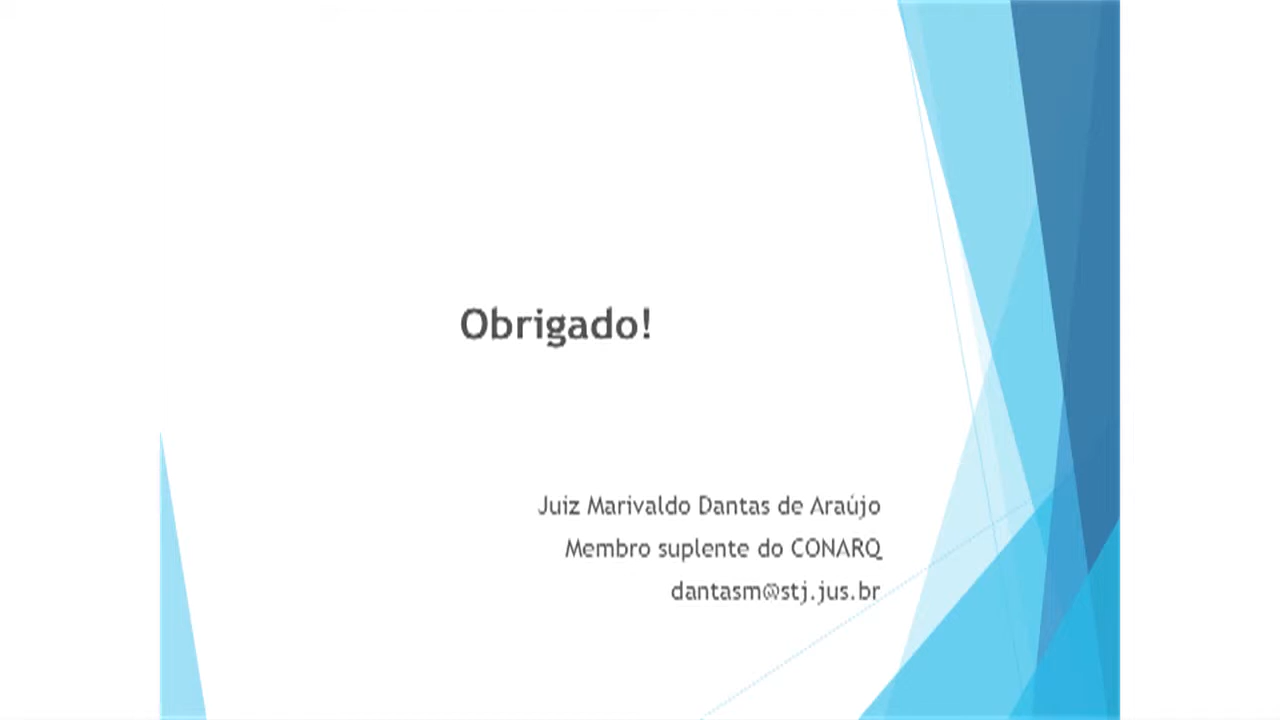 Obrigado!
Juiz Marivaldo Dantas de Araújo
Membro suplente do CONARQ
dantasm@stj.jus.br